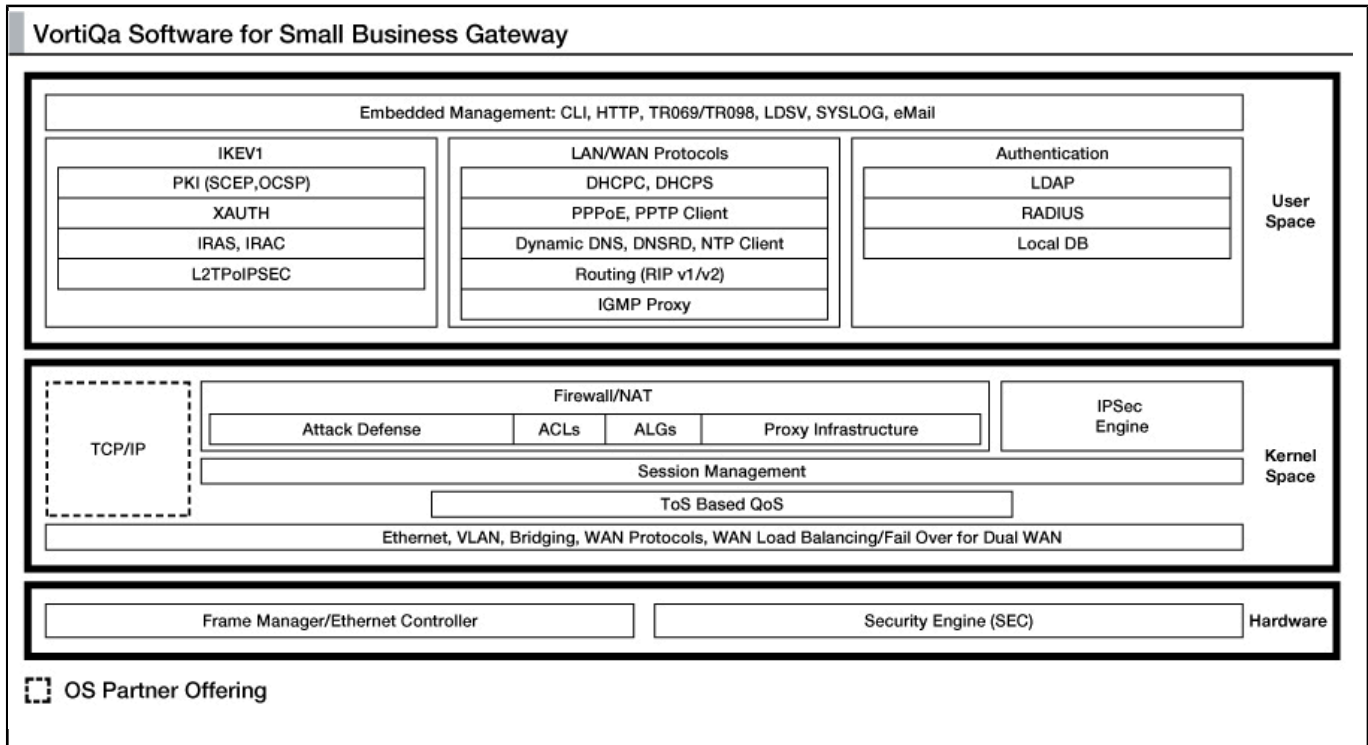 VortiQa Software for Small Business Gateway
Embedded Management: CLI, HTTP, TR069/TR098, LDSV, SYSLOG, eMail
IKEV1
PKI (SCEP,OCSP)
XAUTH
IRAS, IRAC
L2TPoIPSEC
LAN/WAN Protocols
DHCPC, DHCPS
PPPoE, PPTP Client
Dynamic DNS, DNSRD, NTP Client
Routing (RIP v1/v2)
IGMP Proxy
Authentication
LDAP
RADIUS
Local DB
User
Space
TCP/IP
Firewall/NAT
Attack Defense
ACLs
ALGs
Proxy Infrastructure
IPSec
Engine
Session Management
ToS Based QoS
Ethernet, VLAN, Bridging, WAN Protocols, WAN Load Balancing/Fail Over for Dual WAN
Kernel
Space
Frame Manager/Ethernet Controller
Security Engine (SEC)
Hardware
OS Partner Offering